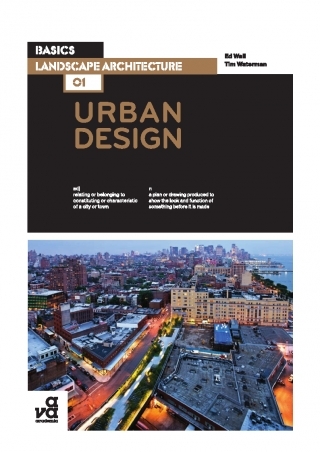 BASICS
LANDSCAPE ARCHITECTURE
01
Ed Wall
Tim Waterman
URBAN
DESIGN
adj
relating or belonging to
constituting or characteristic
of a city or town
n
a plan or drawing produced to
show the look and function of
something before it is made
ava
academia